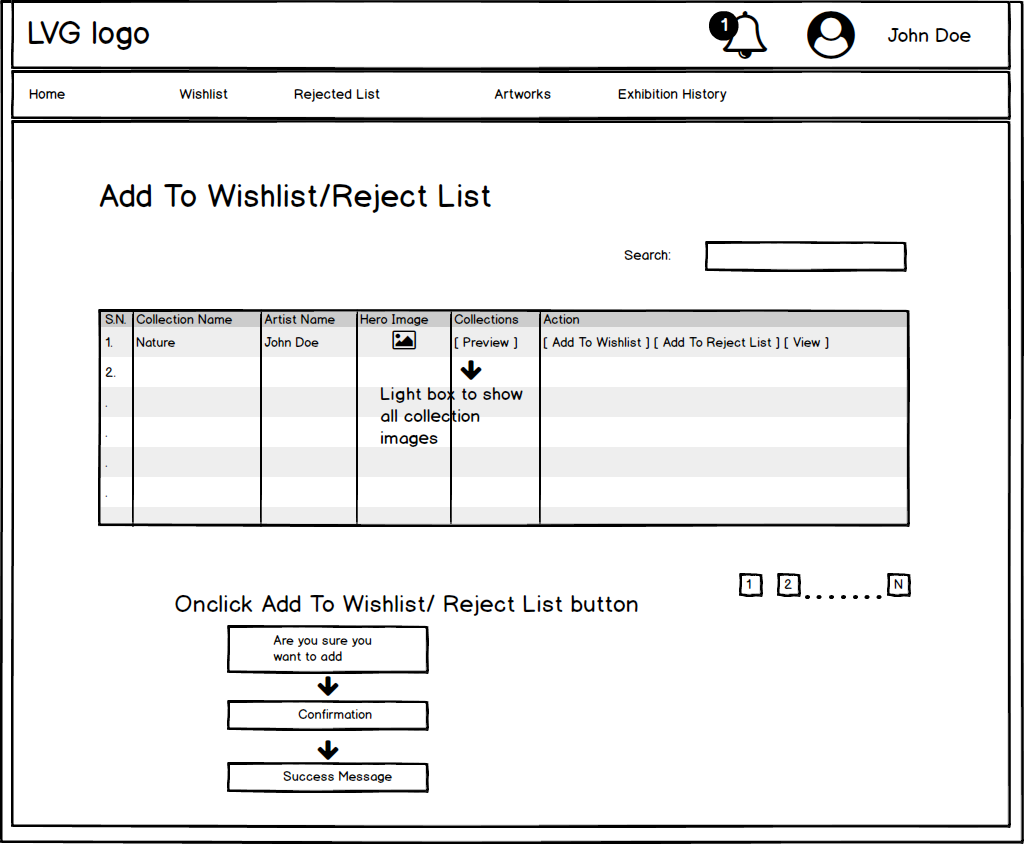 LVG logo
1
John Doe
Home Wishlist Rejected List Artworks Exhibition History
Add To Wishlist/Reject List
Search:
S.N. Collection Name Artist Name Hero Image Collections Action
1. Nature John Doe [ Preview ] [ Add To Wishlist ] [ Add To Reject List ] [ View ]
2.
.
Light box to show
all collection
images
.
.
.
1 2 ....... N
Onclick Add To Wishlist/ Reject List button
Are you sure you
want to add
Confirmation
Success Message